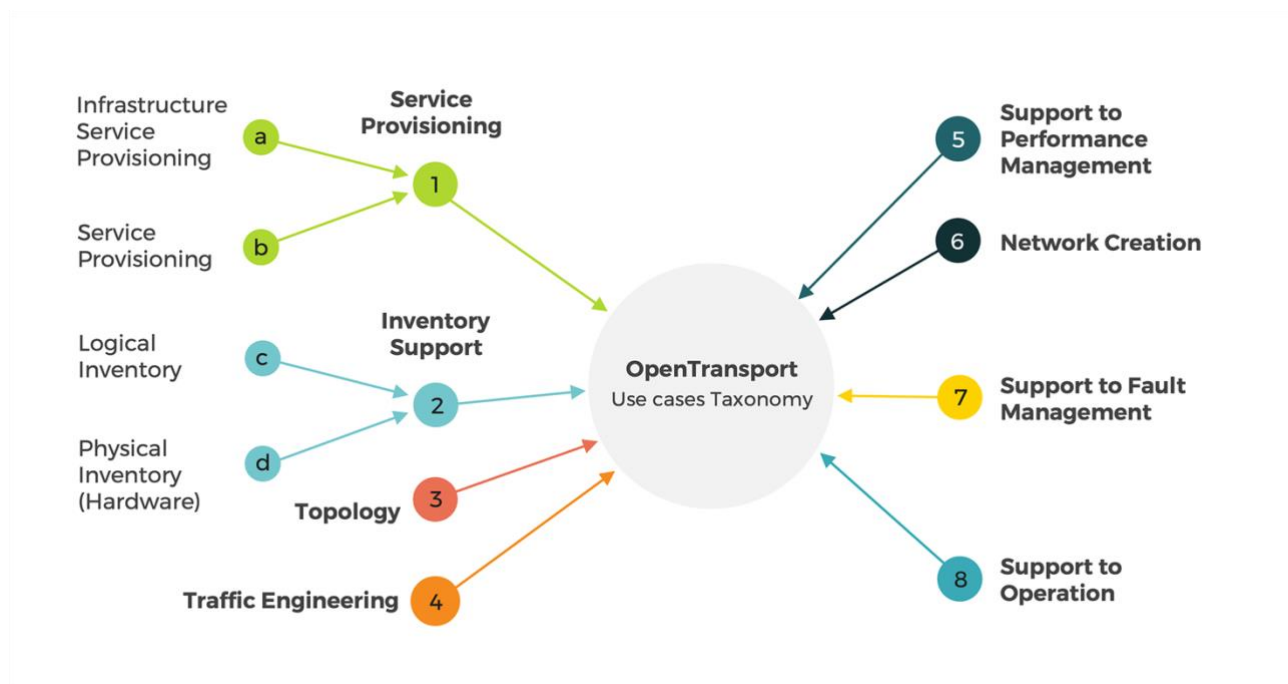 Infrastructure
Service
Provisioning
a
Service
Provisioning
1
b
Service
Provisioning
Logical
Inventory
c
Inventory
Support
2
d
Physical
Inventory
(Hardware)
3
Topology
Traffic Engineering
4
OpenTransport
Use cases Taxonomy
5
Support to
Performance
Management
6
Network Creation
7
Support to Fault
Management
8
Support to
Operation